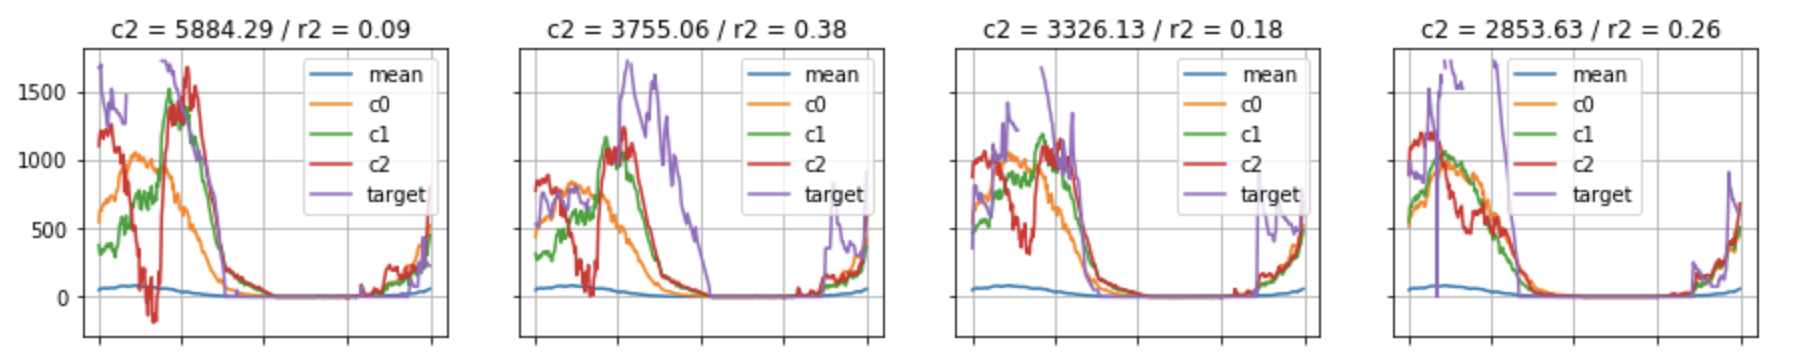 c2 = 5884.29 / r2 = 0.09
c2 = 3755.06 / r2 = 0.38
c2 = 3326.13 / r2 = 0.18
c2 = 2853.63 / r2 = 0.26
1500
1000
500
0
mean
c0
c1
c2
target
mean
c0
c1
c2
target
mean
c0
c1
c2
target
mean
c0
c1
c2
target